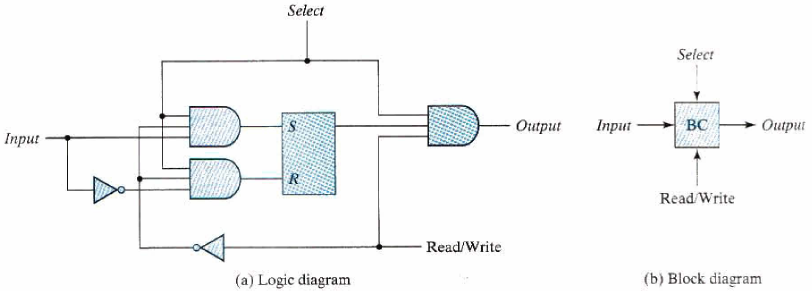 Select
Input
S
R
Output
Read/Write
(a) Logic diagram
Select
Input
BC
Output
Read/Write
(b) Block diagram